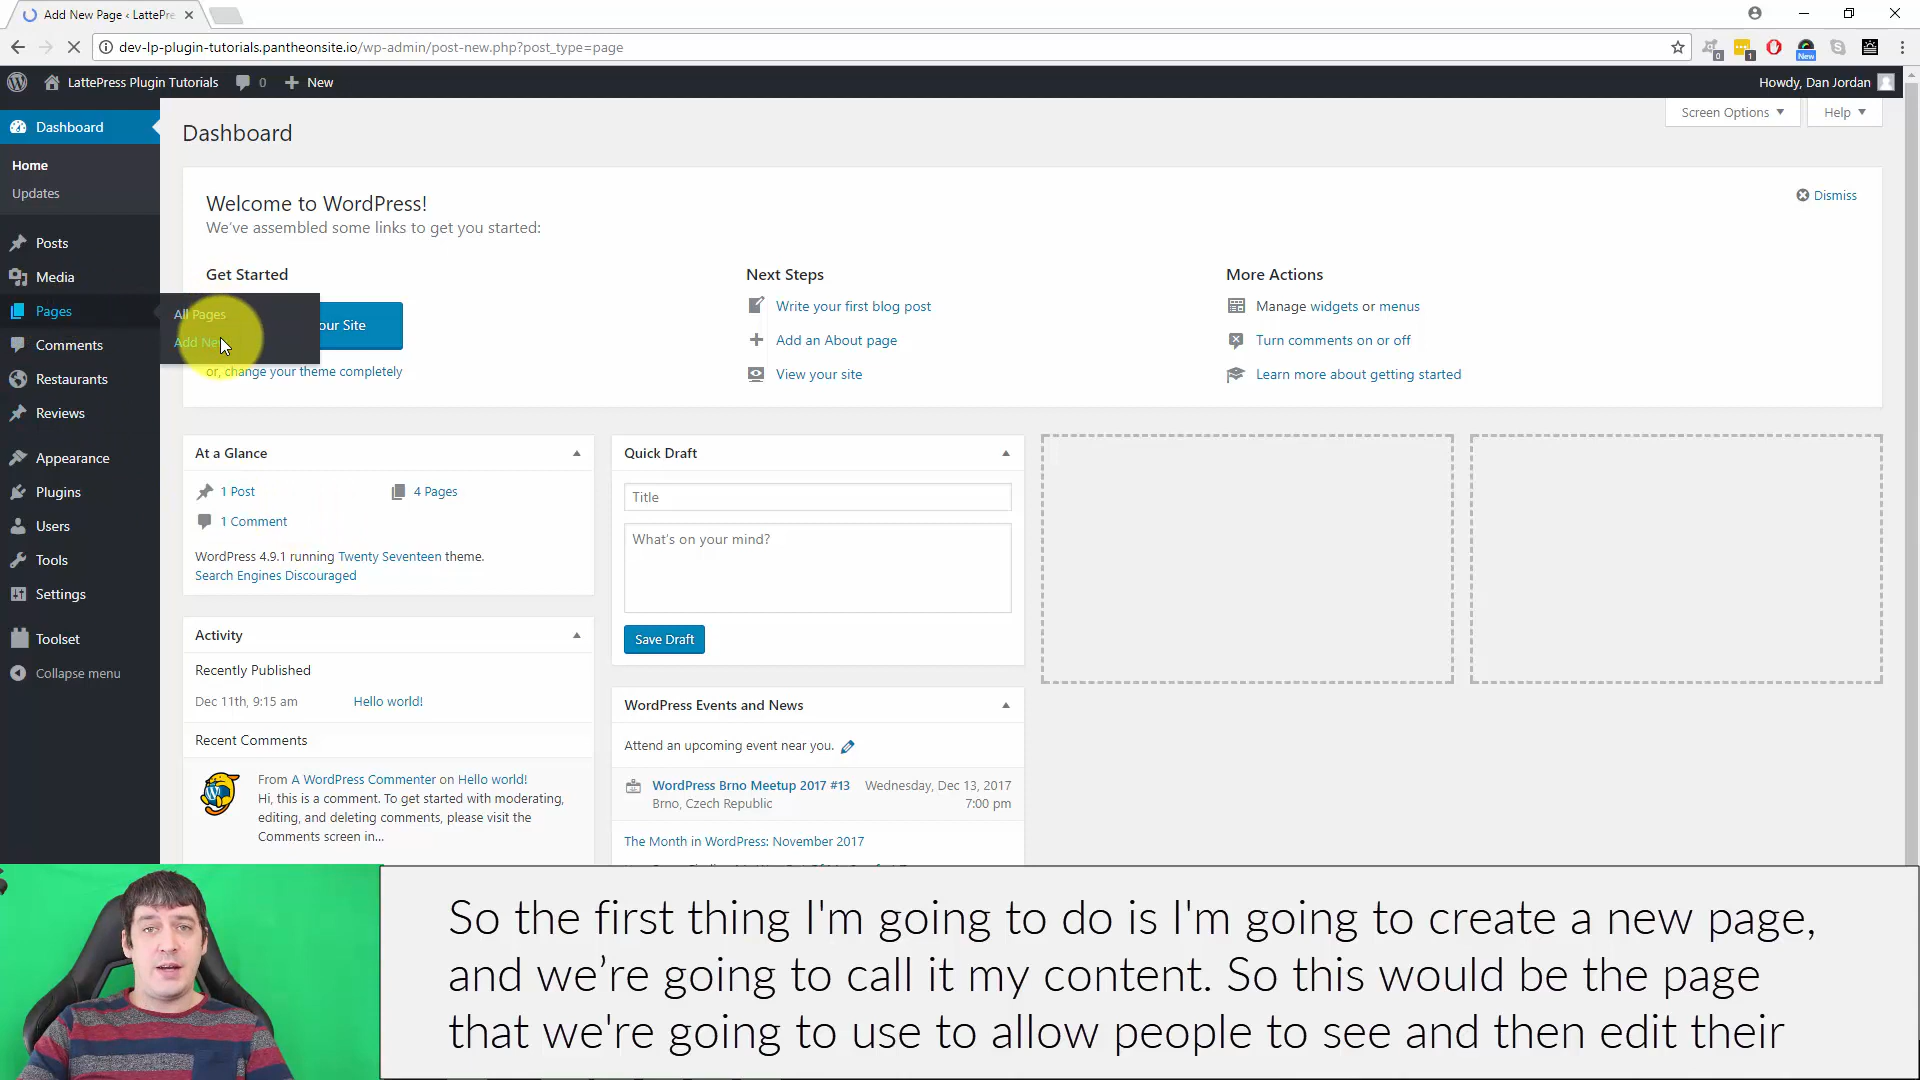 Add New Page ‹ LattePre
dev-lp-plugin-tutorials.pantheonsite.io/wp-admin/post-new.php?post_type=page
0
1
New
LattePress Plugin Tutorials
0
New
Howdy, Dan Jordan
Dashboard
Home
Updates
Posts
Media
Pages
Comments
Restaurants
Reviews
Appearance
Plugins
Users
Tools
Settings
Toolset
Collapse menu
All Pages
Add New
Dashboard
Screen Options
Help
Welcome to WordPress!
We've assembled some links to get you started:
Dismiss
Get Started
our Site
or, change your theme completely
Next Steps
Write your first blog post
Add an About page
View your site
More Actions
Manage widgets or menus
Turn comments on or off
Learn more about getting started
At a Glance
1 Post
4 Pages
1 Comment
WordPress 4.9.1 running Twenty Seventeen theme.
Search Engines Discouraged
Activity
Recently Published
Dec 11th, 9:15 am
Hello world!
Recent Comments
From A WordPress Commenter on Hello world!
Hi, this is a comment. To get started with moderating,
editing, and deleting comments, please visit the
Comments screen in...
Quick Draft
Title
What's on your mind?
Save Draft
WordPress Events and News
Attend an upcoming event near you.
WordPress Brno Meetup 2017 #13
Brno, Czech Republic
Wednesday, Dec 13, 2017
7:00 pm
The Month in WordPress: November 2017
So the first thing I'm going to do is I'm going to create a new page,
and we’re going to call it my content. So this would be the page
that we're going to use to allow people to see and then edit their